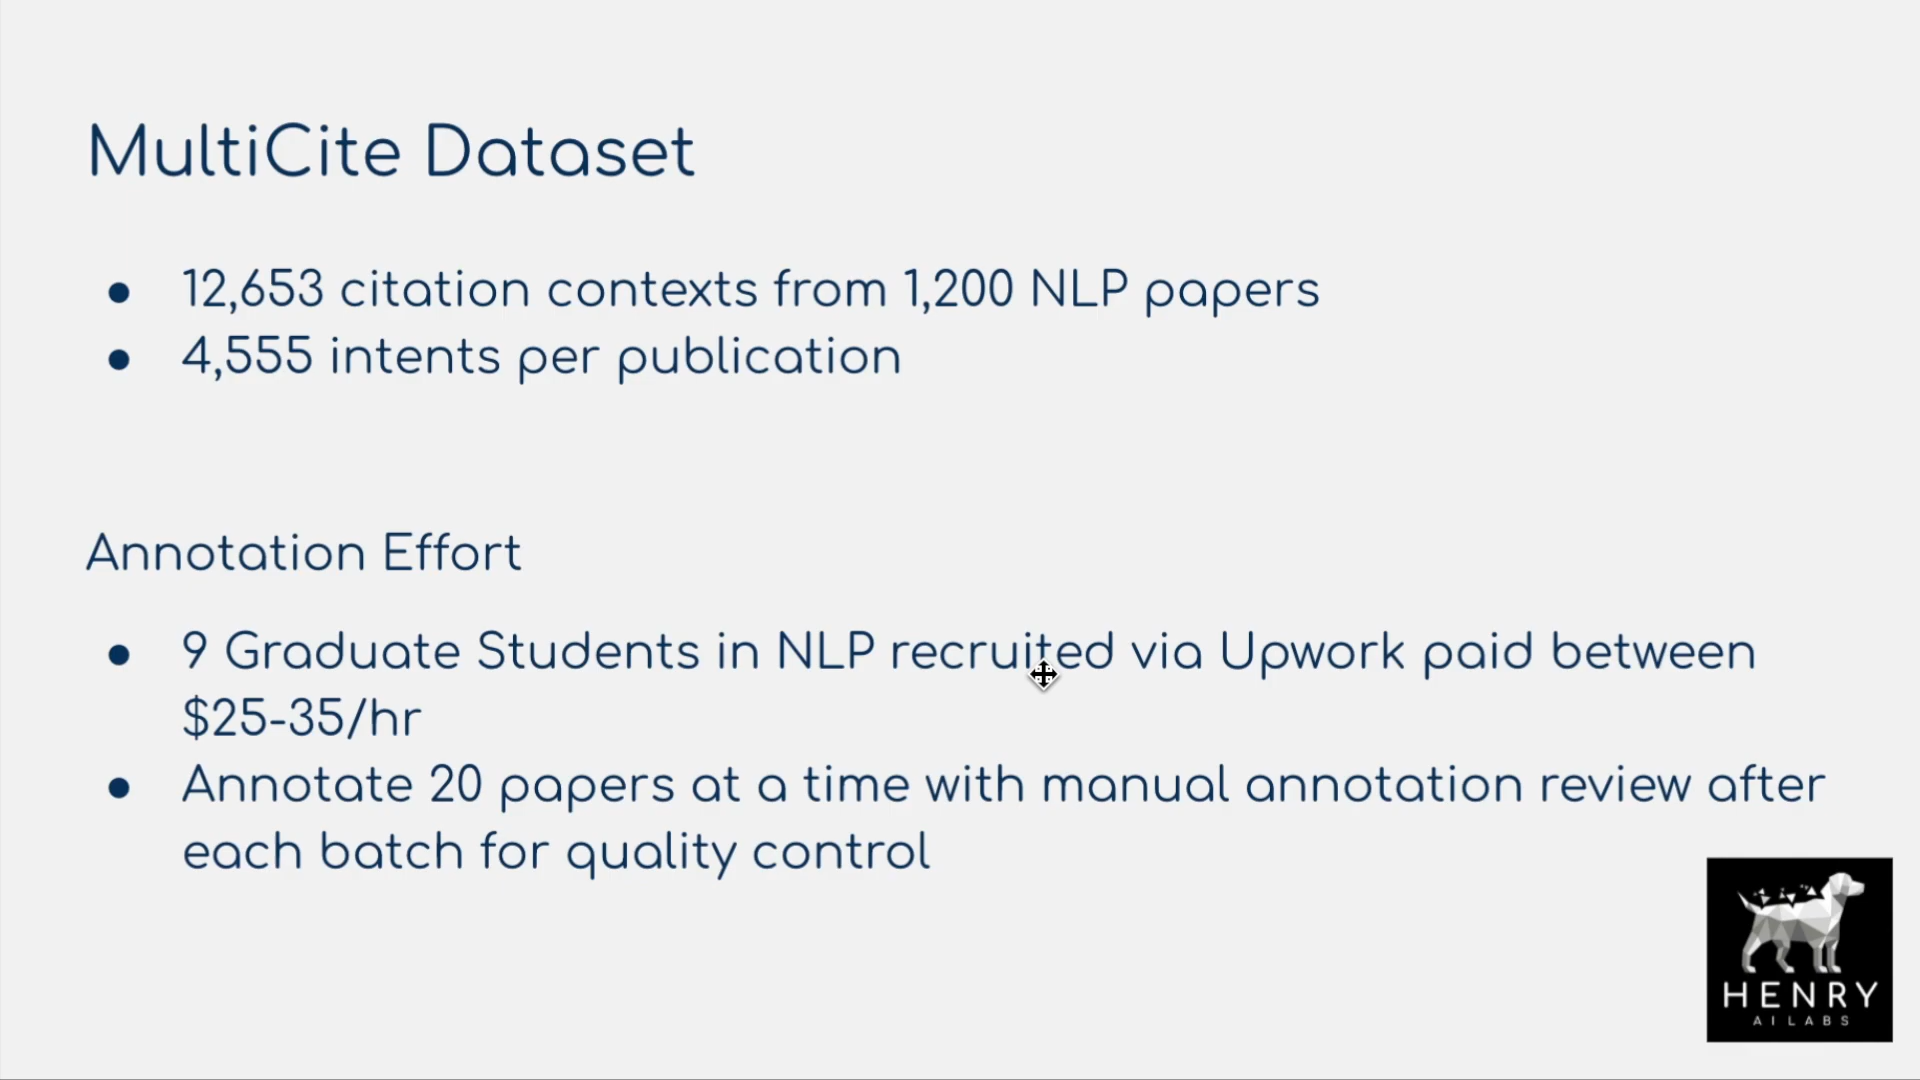 MultiCite Dataset
● 12,653 citation contexts from 1,200 NLP papers
● 4,555 intents per publication
Annotation Effort
● 9 Graduate Students in NLP recruited via Upwork paid between
$25-35/hr
● Annotate 20 papers at a time with manual annotation review after
each batch for quality control
HENRY
AI LABS